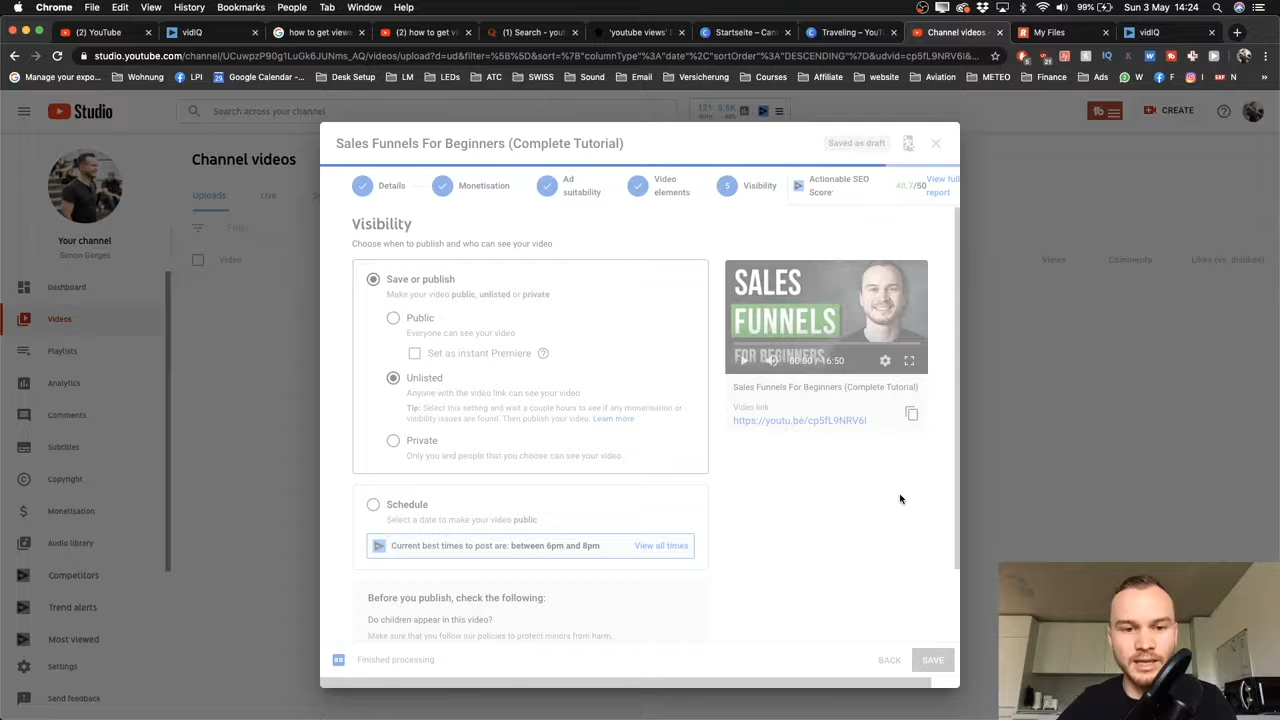 Chrome File Edit View History Bookmarks People Tab Window Help
99% Sun 3 May 14:26
(2) YouTube
vidIQ
how to get views
(2) how to get vi
(1) Search - yout
'youtube views'
Startseite – Can
Traveling – YouT
Channel videos
My Files
vidIQ
studio.youtube.com/channel/UCuwpzP90g1LuGk6JUNms_AQ/videos/upload?d=ud&filter=%5B%5D&sort=%7B"columnType"%3A"date"%2C"sortOrder"%3A"DESCENDING"%7D&udvid=cp5fL9NRV6I...
Manage your expo... Wohnung LPI Google Calendar -... Desk Setup LM LEDs ATC SWISS Sound Email Versicherung Courses Affiliate website Aviation METEO Finance Ads
Studio
Search across your channel
121 5.6K
CREATE
Your channel
Simon Gorges
Dashboard
Videos
Playlists
Analytics
Comments
Subtitles
Copyright
Monetisation
Audio library
Competitors
Trend alerts
Most viewed
Settings
Send feedback
Channel videos
Uploads Live
Filter
Video
Views Comments Likes (vs. dislikes)
Sales Funnels For Beginners (Complete Tutorial)
Saved as draft
Details
Monetisation
Ad suitability
Video elements
5 Visibility
Actionable SEO Score
48.7/50
View full report
Visibility
Choose when to publish and who can see your video
Save or publish
Make your video public, unlisted or private
Public
Everyone can see your video
Set as instant Premiere
Unlisted
Anyone with the video link can see your video
Tip: Select this setting and wait a couple hours to see if any monetisation or
visibility issues are found. Then publish your video. Learn more
Private
Only you and people that you choose can see your video
Schedule
Select a date to make your video public
Current best times to post are: between 6pm and 8pm View all times
Before you publish, check the following:
Do children appear in this video?
Make sure that you follow our policies to protect minors from harm,
SALES
FUNNELS
FOR BEGINNERS
00:00 / 16:50
Sales Funnels For Beginners (Complete Tutorial)
Video link
https://youtu.be/cp5fL9NRV6I
Finished processing
BACK SAVE